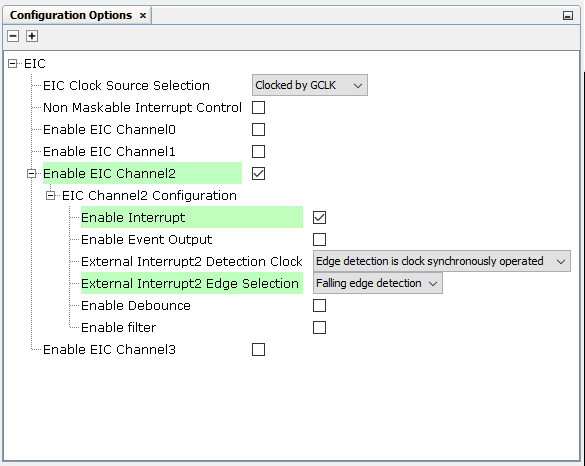 Configuration Options
EIC
EIC Clock Source Selection Clocked by GCLK
Non Maskable Interrupt Control
Enable EIC Channel0
Enable EIC Channel1
Enable EIC Channel2
EIC Channel2 Configuration
Enable Interrupt
Enable Event Output
External Interrupt2 Detection Clock Edge detection is clock synchronously operated
External Interrupt2 Edge Selection Falling edge detection
Enable Debounce
Enable filter
Enable EIC Channel3